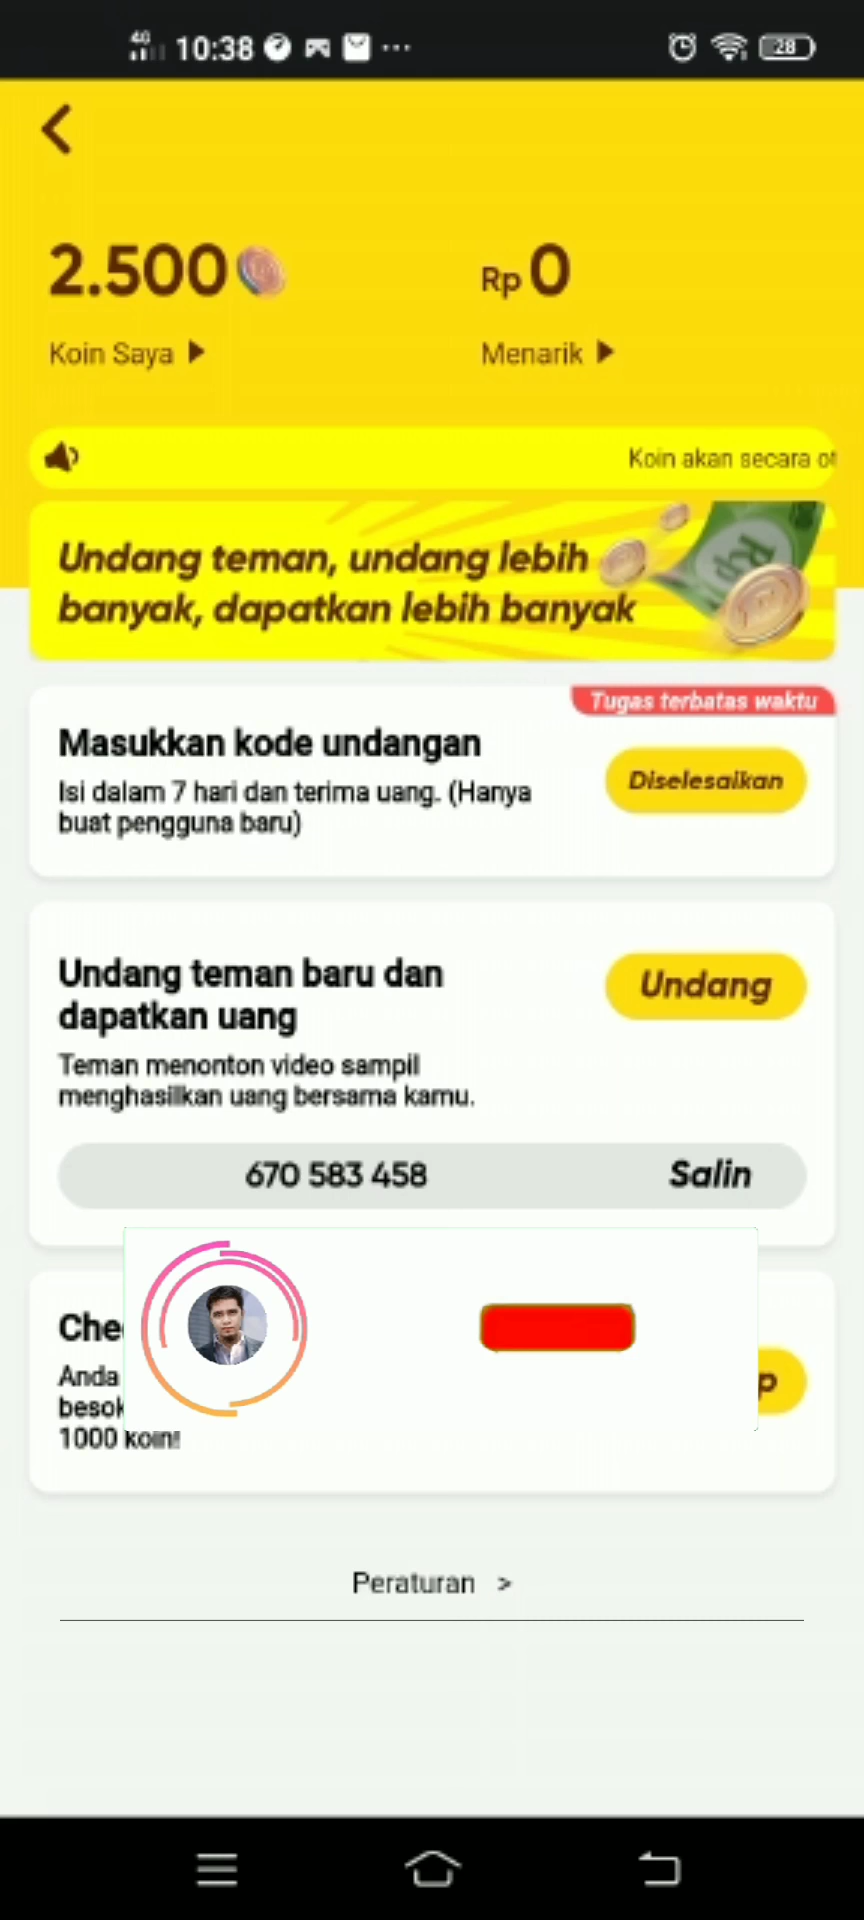 4G 10:38 28
2.500
Rp 0
Koin Saya
Menarik
Koin akan secara ot
Undang teman, undang lebih
banyak, dapatkan lebih banyak
Tugas terbatas waktu
Masukkan kode undangan
Diselesaikan
Isi dalam 7 hari dan terima uang. (Hanya
buat pengguna baru)
Undang teman baru dan
dapatkan uang
Undang
Teman menonton video sampil
menghasilkan uang bersama kamu.
670 583 458 Salin
Che
Anda
besok
1000 koin!
p
Peraturan >